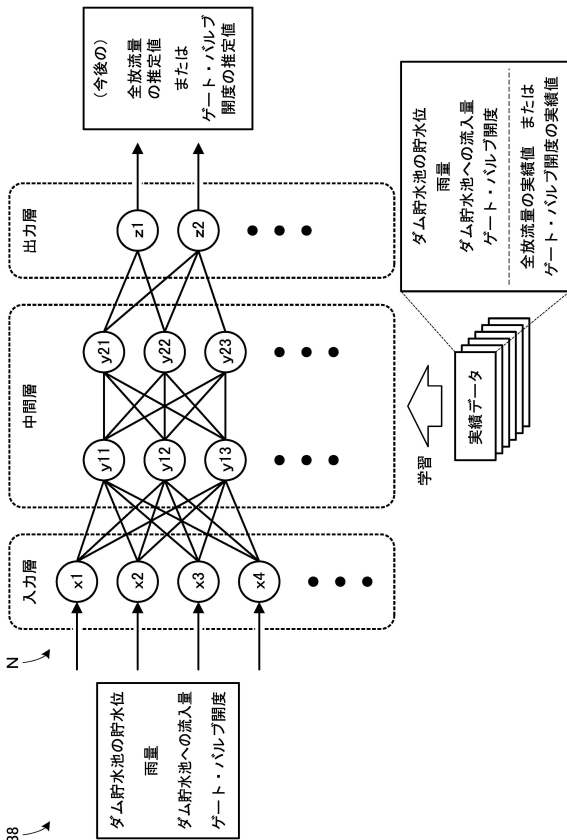 38
N
入力層
中間層
出力層
ダム貯水池の貯水位
雨量
ダム貯水池への流入量
ゲート・バルブ開度
x1
x2
x3
x4
y11
y12
y13
y21
y22
y23
z1
z2
(今後の)
全放流量
の推定値
または
ゲート・バルブ
開度の推定値
学習
実績データ
ダム貯水池の貯水位
雨量
ダム貯水池への流入量
ゲート・バルブ開度
全放流量の実績値 または
ゲート・バルブ開度の実績値